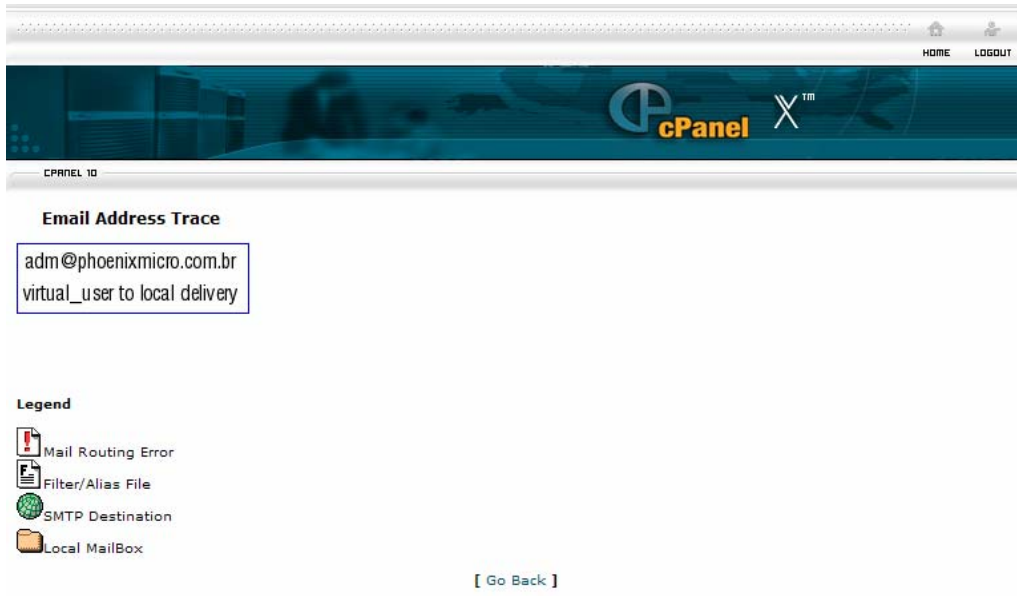 HOME LOGOUT
cPanel X™
CPANEL 10
Email Address Trace
adm@phoenixmicro.com.br
virtual_user to local delivery
Legend
Mail Routing Error
Filter/Alias File
SMTP Destination
Local MailBox
[ Go Back ]